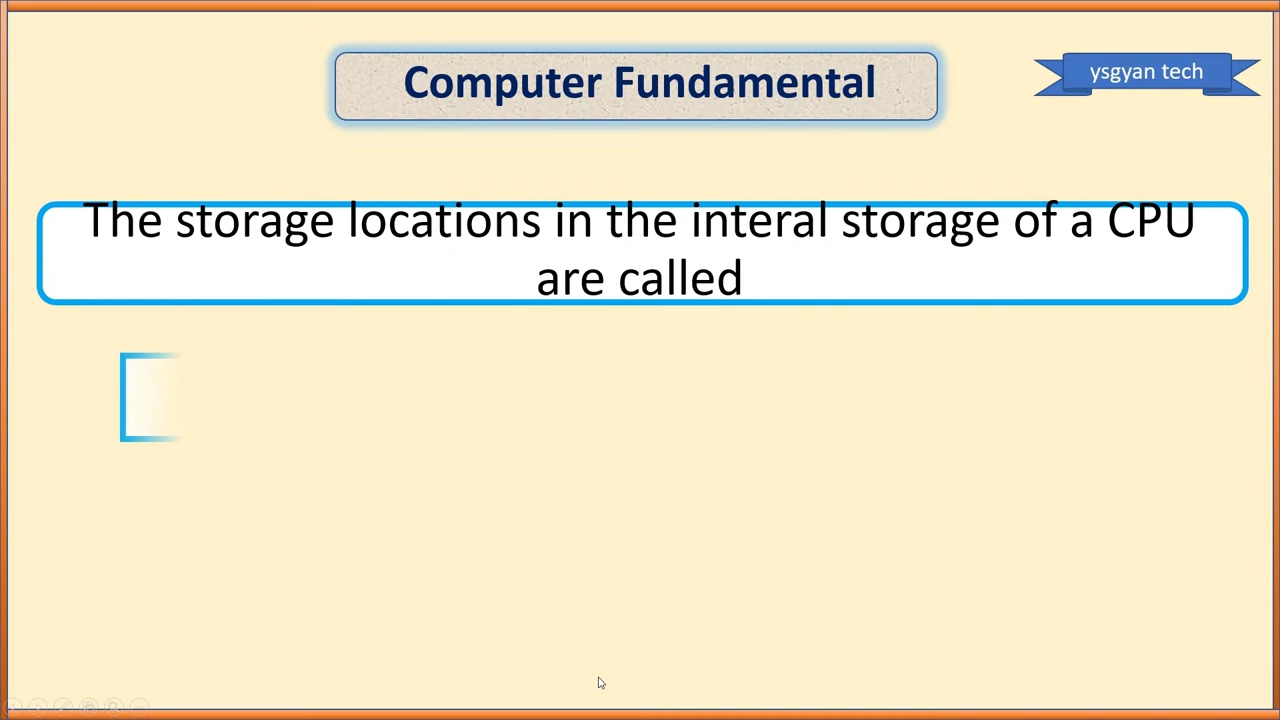 Computer Fundamental
ysgyan tech
The storage locations in the interal storage of a CPU
are called